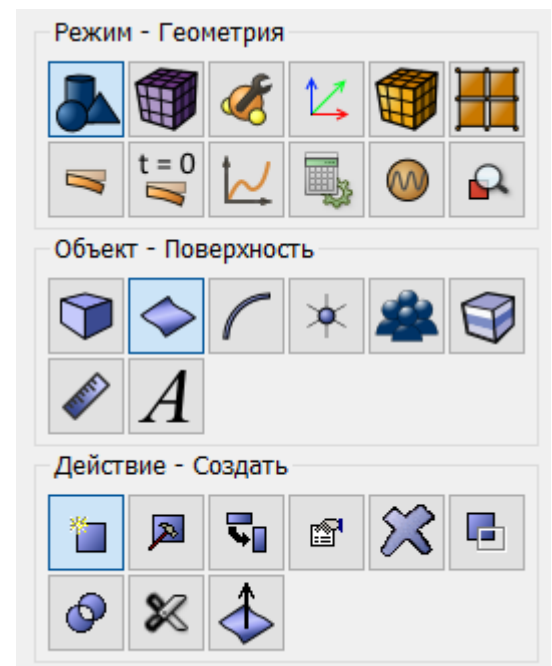 Режим - Геометрия
t = 0
Объект - Поверхность
A
Действие - Создать